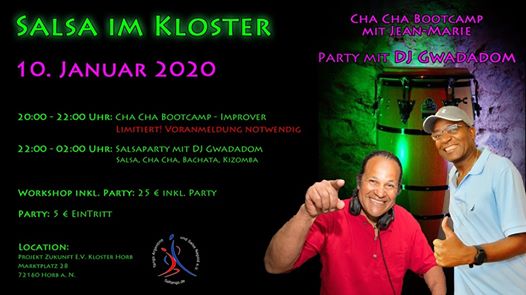 Salsa im Kloster
10. Januar 2020
20:00 - 22:00 Uhr: Cha Cha Bootcamp - Improver
Limitiert! Voranmeldung notwendig
22:00 - 02:00 Uhr: Salsaparty mit DJ Gwadadom
Salsa, Cha Cha, Bachata, Kizomba
Workshop inkl. Party: 25 € inkl. Party
Party: 5 € EinTritt
Location:
Projekt Zukunft E.V. Kloster Horb
Marktplatz 28
72160 Horb a. N.
Cha Cha Bootcamp
mit Jean-Marie
Party mit DJ Gwadadom